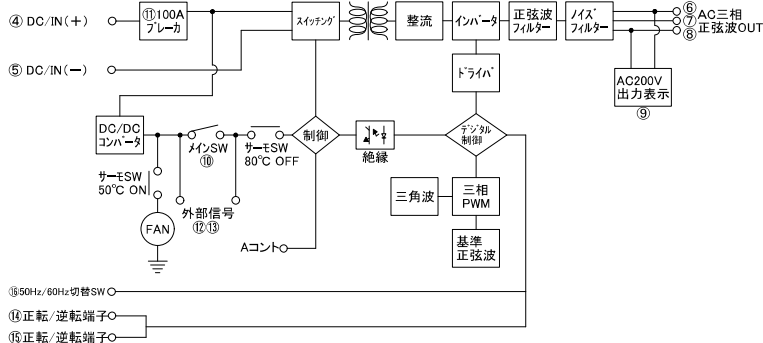 ④ DC/IN(+)
⑪100A
ブレーカ
スイッチング
整流
インバータ
正弦波
フィルター
ノイズ
フィルター
⑥
⑦
⑧
AC三相
正弦波OUT
⑤ DC/IN(−)
ドライバ
AC200V
出力表示
⑨
DC/DC
コンバータ
メインSW
⑩
サーモSW
80℃ OFF
制御
絶縁
デジタル
制御
サーモSW
50℃ ON
外部信号
⑫⑬
三角波
三相
PWM
FAN
Aコント
基準
正弦波
⑯50Hz/60Hz切替SW
⑭正転/逆転端子
⑮正転/逆転端子